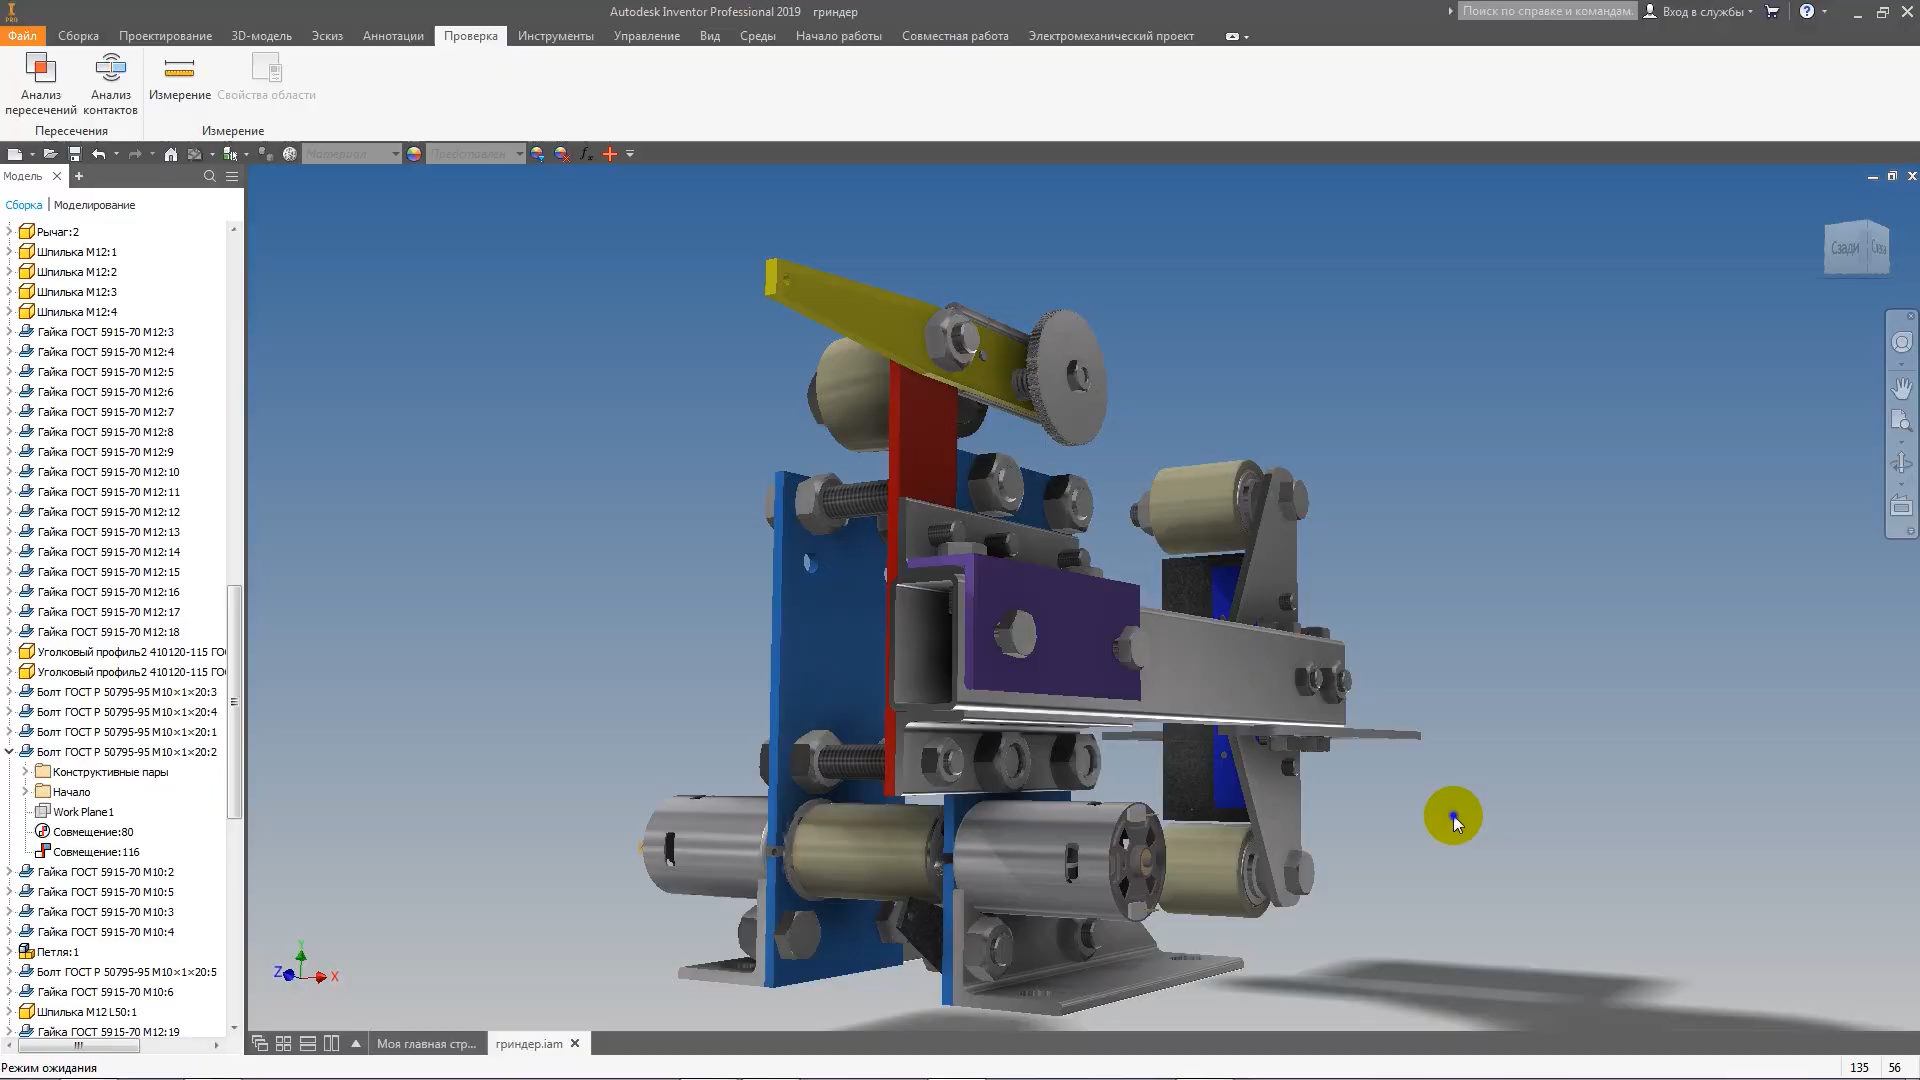 PRO
Autodesk Inventor Professional 2019 гриндер
Поиск по справке и командам.
Вход в службы
Файл
Сборка
Проектирование
3D-модель
Эскиз
Аннотации
Проверка
Инструменты
Управление
Вид
Среды
Начало работы
Совместная работа
Электромеханический проект
Анализ пересечений
Анализ контактов
Измерение
Свойства области
Пересечения
Измерение
Материал
Представлен
Модель
Сборка | Моделирование
Рычаг:2
Шпилька М12:1
Шпилька М12:2
Шпилька М12:3
Шпилька М12:4
Гайка ГОСТ 5915-70 М12:3
Гайка ГОСТ 5915-70 М12:4
Гайка ГОСТ 5915-70 М12:5
Гайка ГОСТ 5915-70 М12:6
Гайка ГОСТ 5915-70 М12:7
Гайка ГОСТ 5915-70 М12:8
Гайка ГОСТ 5915-70 М12:9
Гайка ГОСТ 5915-70 М12:10
Гайка ГОСТ 5915-70 М12:11
Гайка ГОСТ 5915-70 М12:12
Гайка ГОСТ 5915-70 М12:13
Гайка ГОСТ 5915-70 М12:14
Гайка ГОСТ 5915-70 М12:15
Гайка ГОСТ 5915-70 М12:16
Гайка ГОСТ 5915-70 М12:17
Гайка ГОСТ 5915-70 М12:18
Уголковый профиль2 410120-115 ГО
Уголковый профиль2 410120-115 ГО
Болт ГОСТ Р 50795-95 М10×1×20:3
Болт ГОСТ Р 50795-95 М10×1×20:4
Болт ГОСТ Р 50795-95 М10×1×20:1
Болт ГОСТ Р 50795-95 М10×1×20:2
Конструктивные пары
Начало
Work Plane1
Совмещение:80
Совмещение:116
Гайка ГОСТ 5915-70 М10:2
Гайка ГОСТ 5915-70 М10:5
Гайка ГОСТ 5915-70 М10:3
Гайка ГОСТ 5915-70 М10:4
Петля:1
Болт ГОСТ Р 50795-95 М10×1×20:5
Гайка ГОСТ 5915-70 М10:6
Шпилька М12 L50:1
Гайка ГОСТ 5915-70 М12:19
Сзади
Слева
Y
Z
X
Моя главная стр...
гриндер.iam
Режим ожидания
135 56